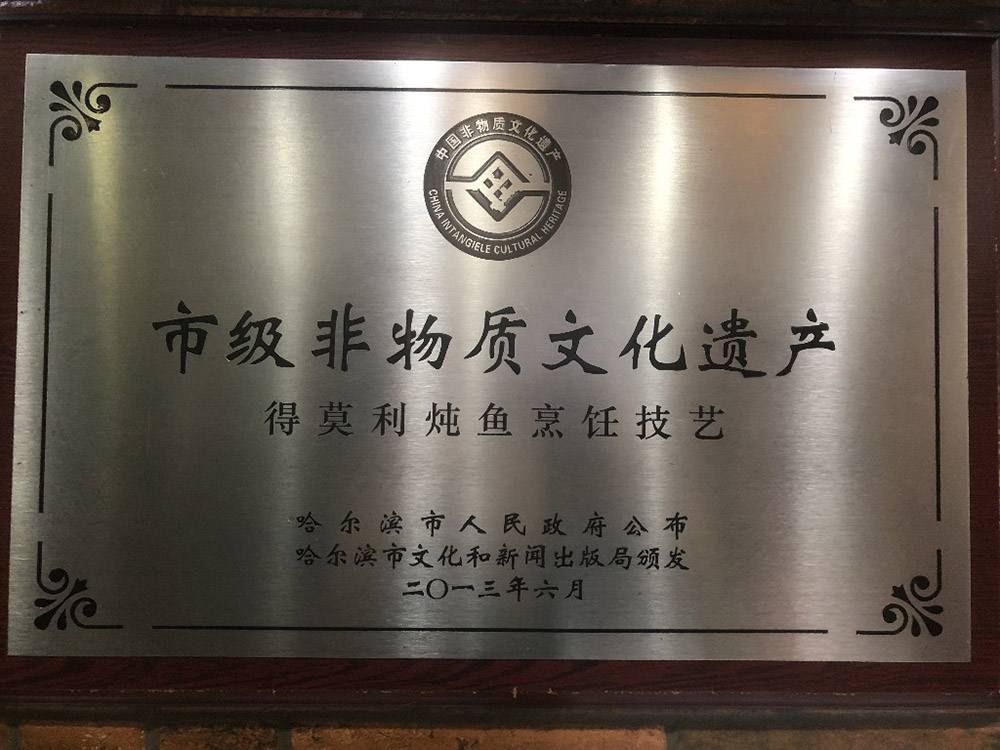 中国非物质文化遗产
CHINA INTANGIELE CULTURAL HERITAGE
市级非物质文化遗产
得莫利炖鱼烹饪技艺
哈尔滨市人民政府公布
哈尔滨市文化和新闻出版局颁发
二〇一三年六月